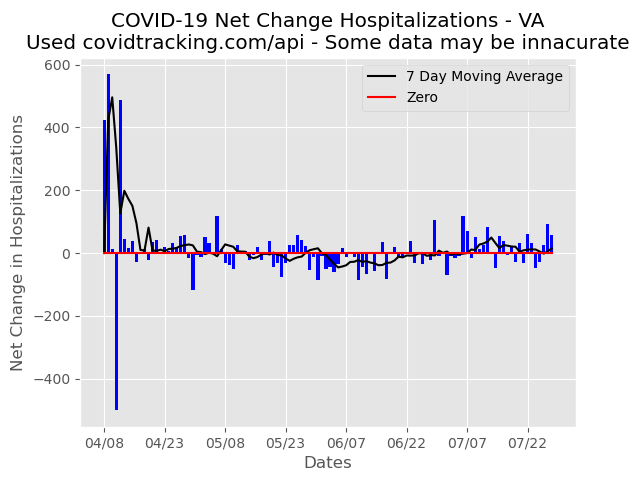 COVID-19 Net Change Hospitalizations - VA
Used covidtracking.com/api - Some data may be innacurate
7 Day Moving Average
Zero
Net Change in Hospitalizations
600
400
200
0
−200
−400
04/08 04/23 05/08 05/23 06/07 06/22 07/07 07/22
Dates